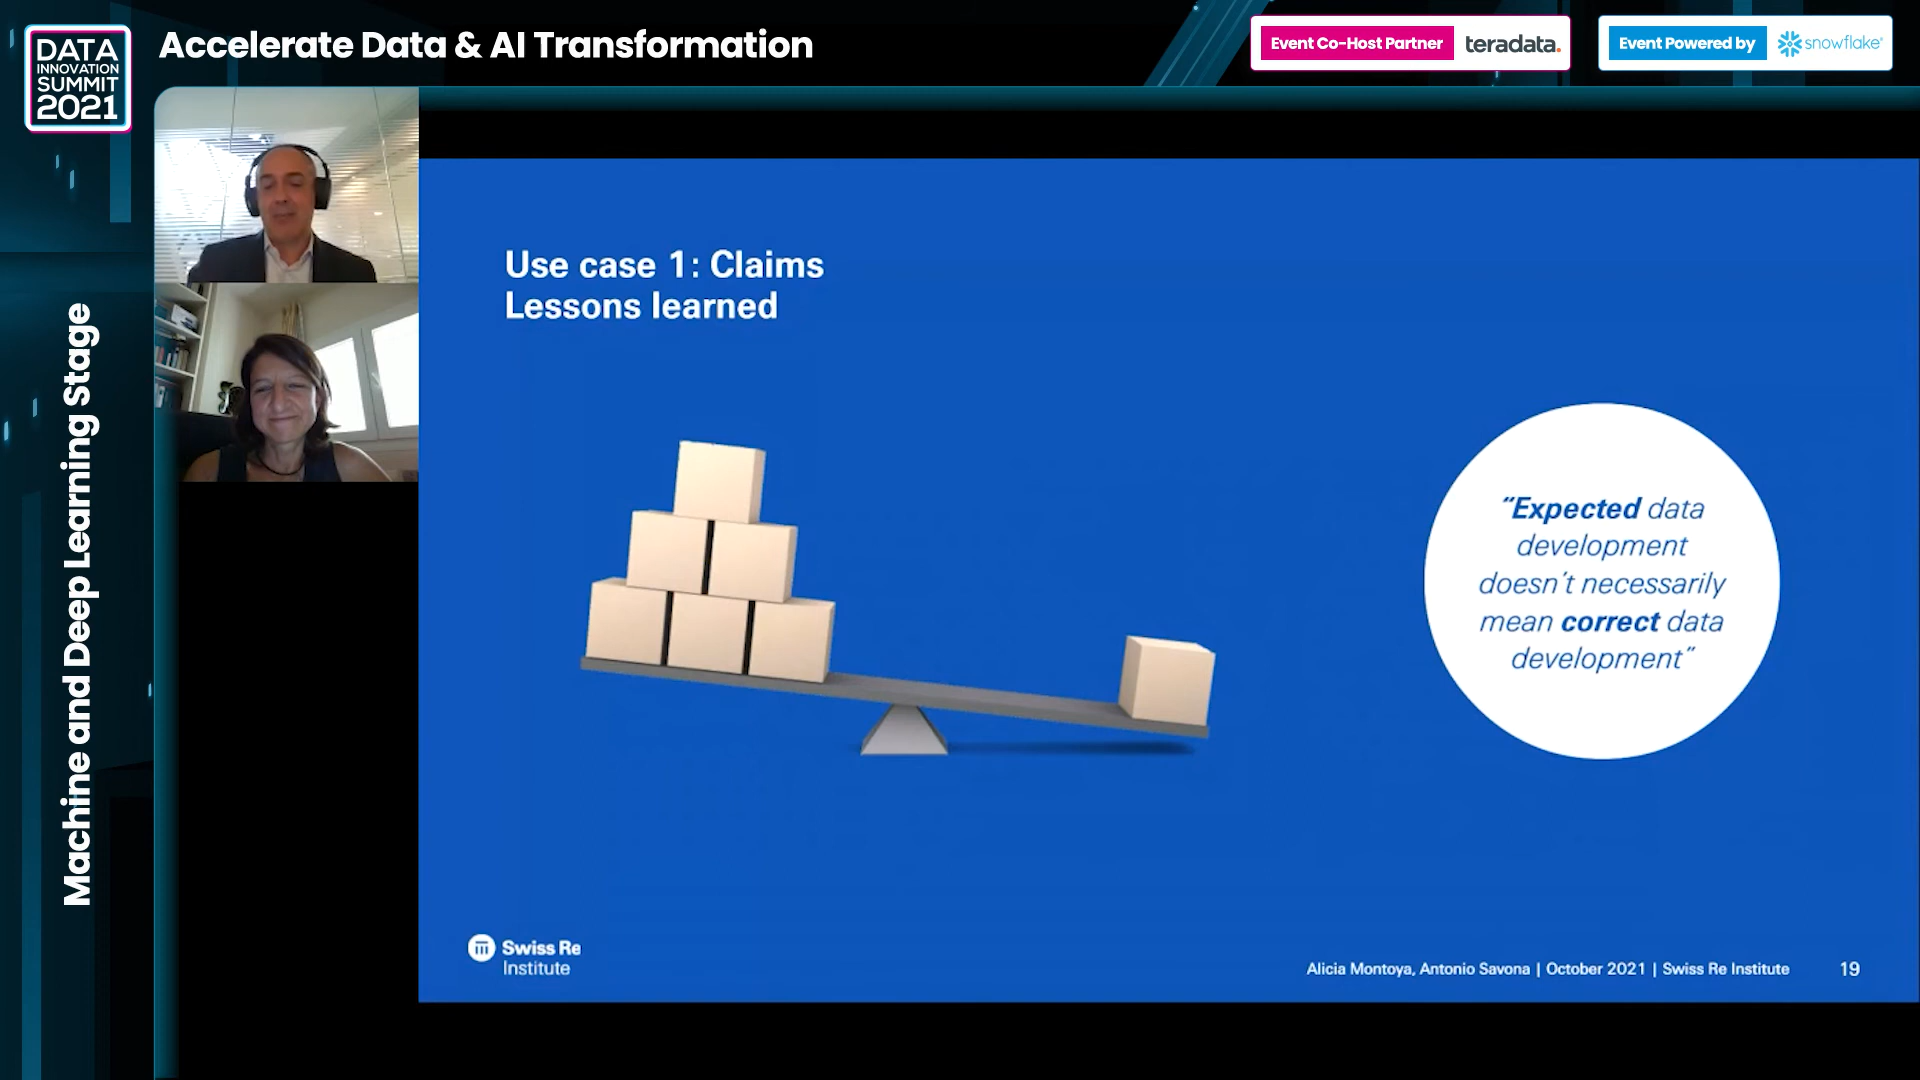 DATA
INNOVATION
SUMMIT
2021
Accelerate Data & AI Transformation
Event Co-Host Partner
teradata.
Event Powered by
snowflake®
Machine and Deep Learning Stage
Use case 1: Claims
Lessons learned
“Expected data
development
doesn´t necessarily
mean correct data
development”
Swiss Re
Institute
Alicia Montoya, Antonio Savona | October 2021 | Swiss Re Institute
19